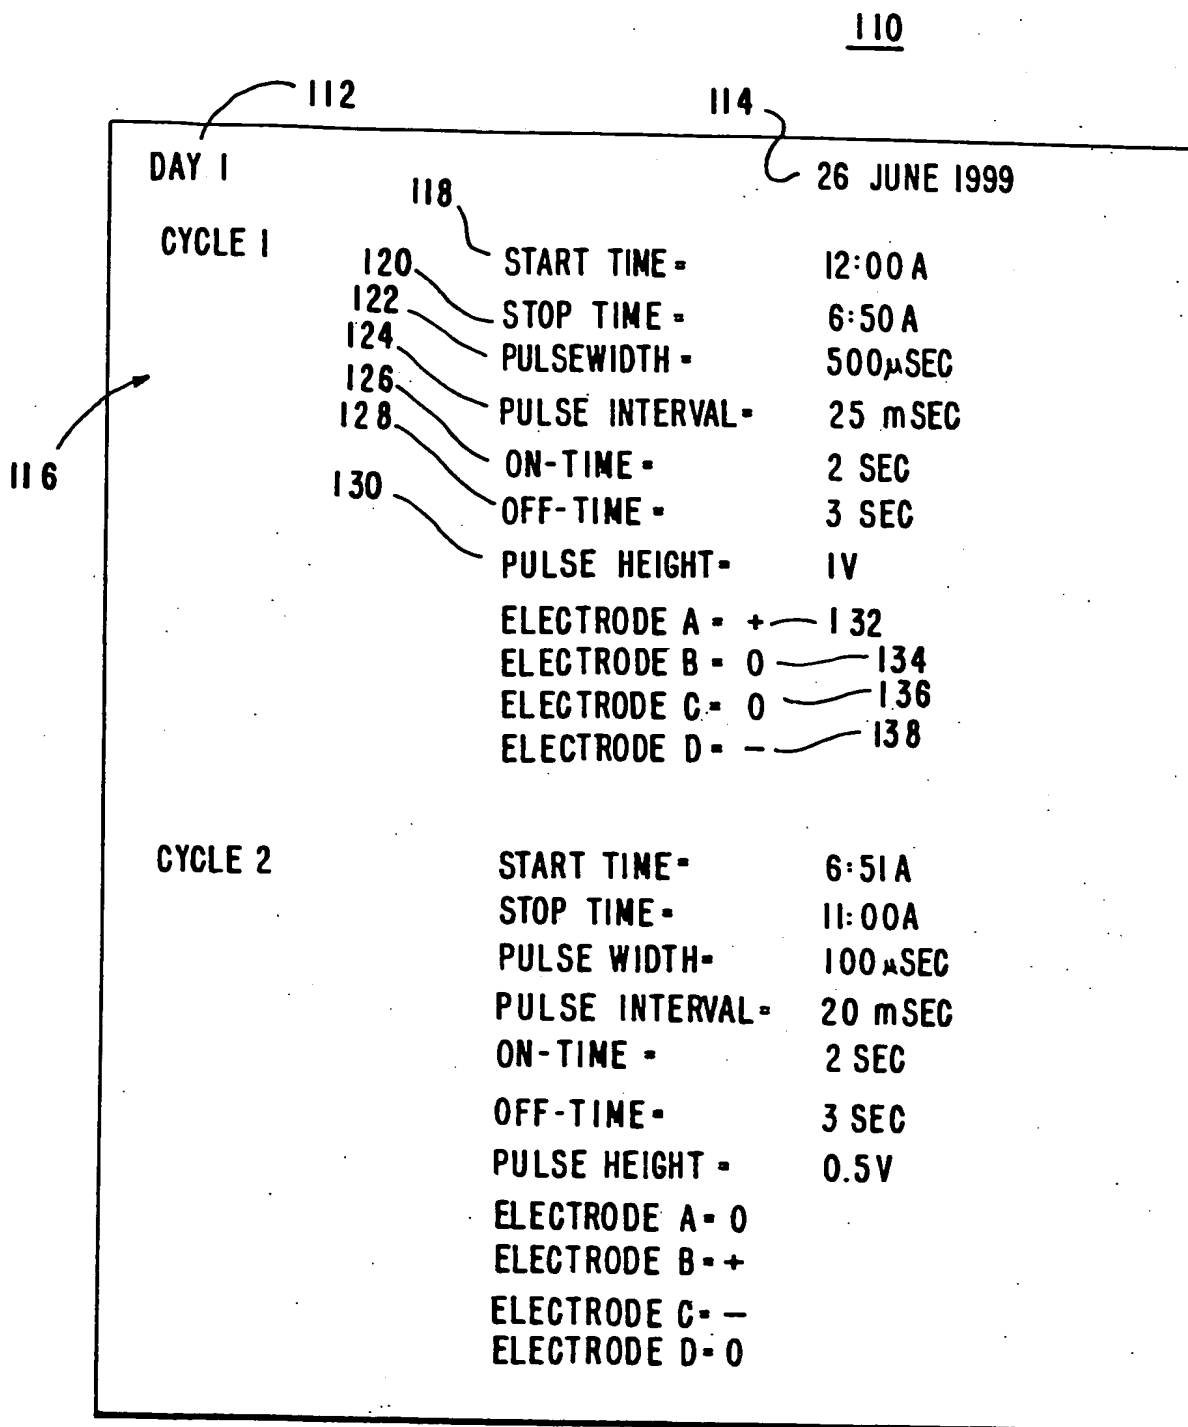 110
112
114
DAY 1
26 JUNE 1999
118
CYCLE 1
START TIME= 12:00 A
120
STOP TIME= 6:50 A
122
PULSEWIDTH= 500µSEC
124
PULSE INTERVAL= 25 mSEC
126
ON-TIME= 2 SEC
128
116
OFF-TIME= 3 SEC
130
PULSE HEIGHT= 1V
ELECTRODE A= + 132
ELECTRODE B= 0 134
ELECTRODE C= 0 136
ELECTRODE D= – 138
CYCLE 2
START TIME= 6:51 A
STOP TIME= 11:00A
PULSE WIDTH= 100µSEC
PULSE INTERVAL= 20 mSEC
ON-TIME= 2 SEC
OFF-TIME= 3 SEC
PULSE HEIGHT= 0.5V
ELECTRODE A= 0
ELECTRODE B= +
ELECTRODE C= –
ELECTRODE D= 0